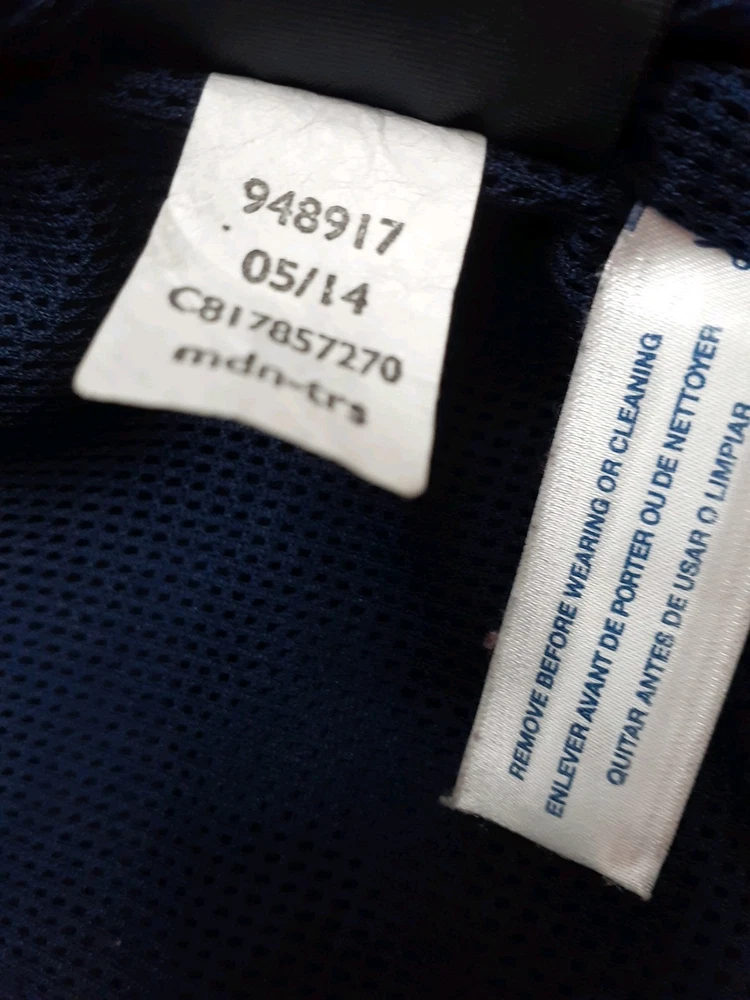 948917
05/14
C817857270
mdn-trs
REMOVE BEFORE WEARING OR CLEANING
ENLEVER AVANT DE PORTER OU DE NETTOYER
QUITAR ANTES DE USAR O LIMPIAR